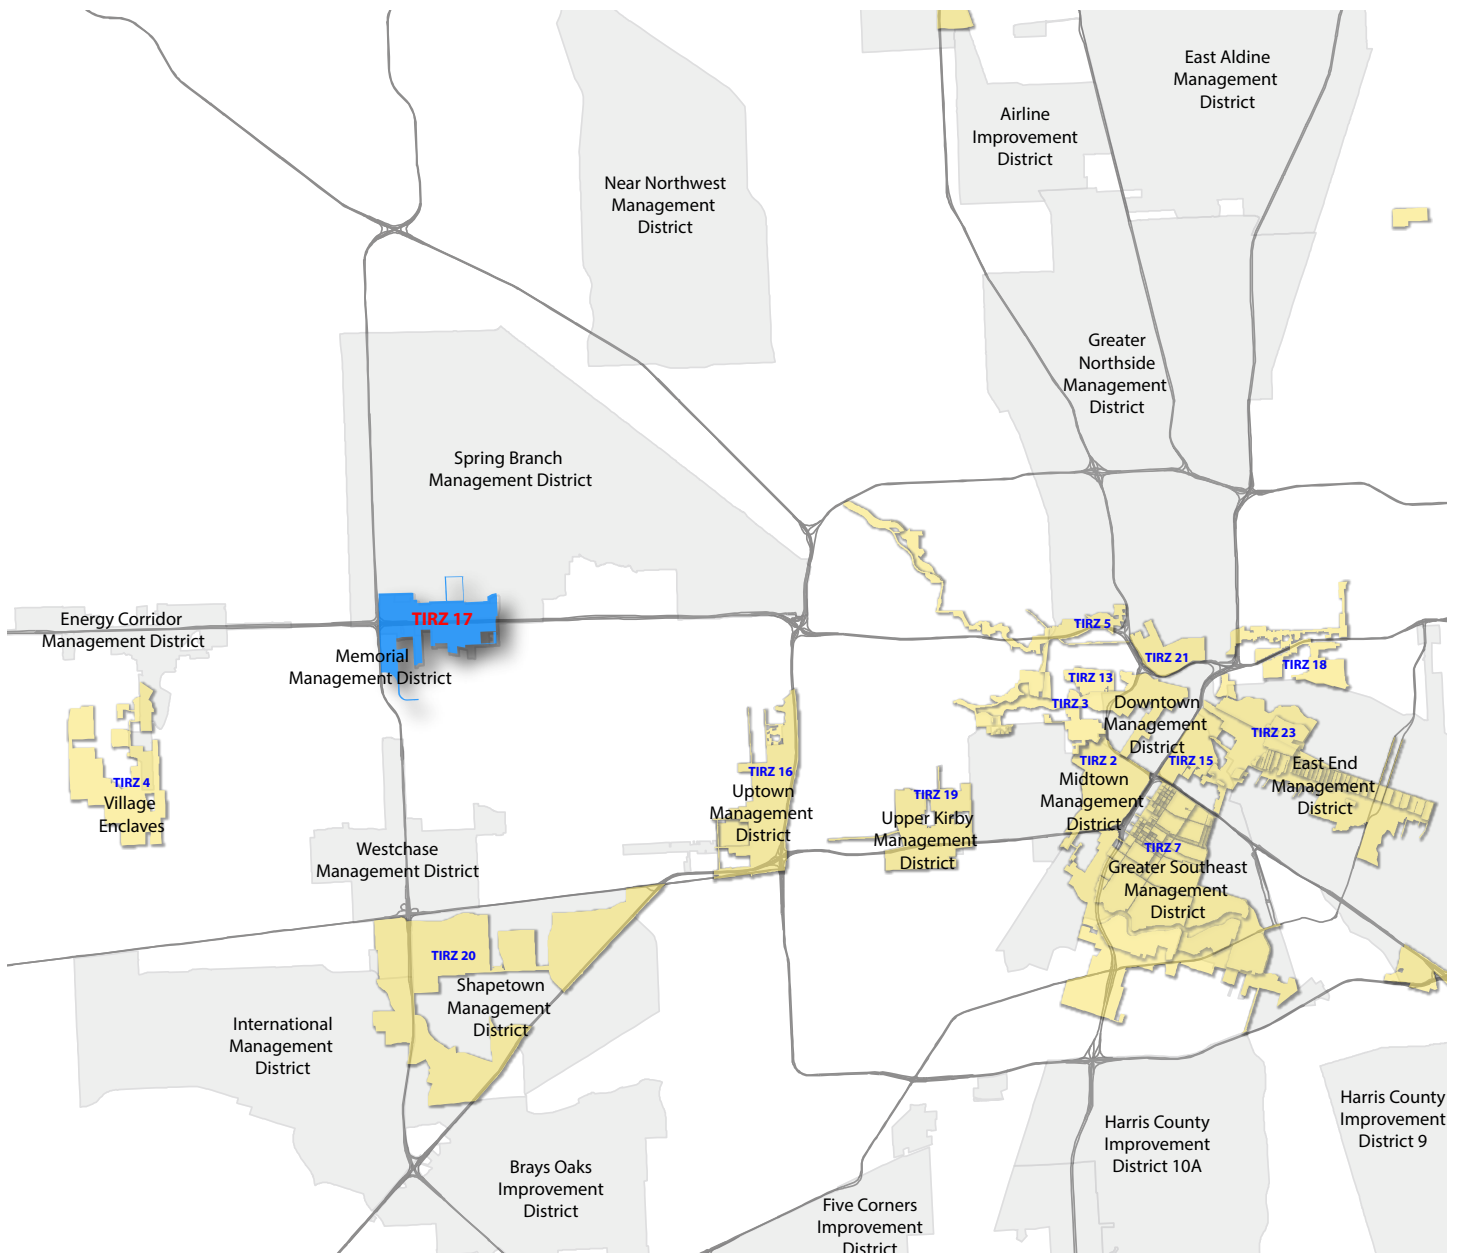 East Aldine
Management
District
Airline
Improvement
District
Near Northwest
Management
District
Greater
Northside
Management
District
Spring Branch
Management District
Energy Corridor
Management District
TIRZ 17
Memorial
Management District
TIRZ 5
TIRZ 21
TIRZ 18
TIRZ 13
TIRZ 3
Downtown
Management
District
TIRZ 23
TIRZ 2
TIRZ 15
Midtown
Management
District
East End
Management
District
TIRZ 4
Village
Enclaves
TIRZ 16
Uptown
Management
District
TIRZ 19
Upper Kirby
Management
District
TIRZ 7
Greater Southeast
Management
District
Westchase
Management District
TIRZ 20
Shapetown
Management
District
International
Management
District
Brays Oaks
Improvement
District
Five Corners
Improvement
District
Harris County
Improvement
District 10A
Harris County
Improvement
District 9